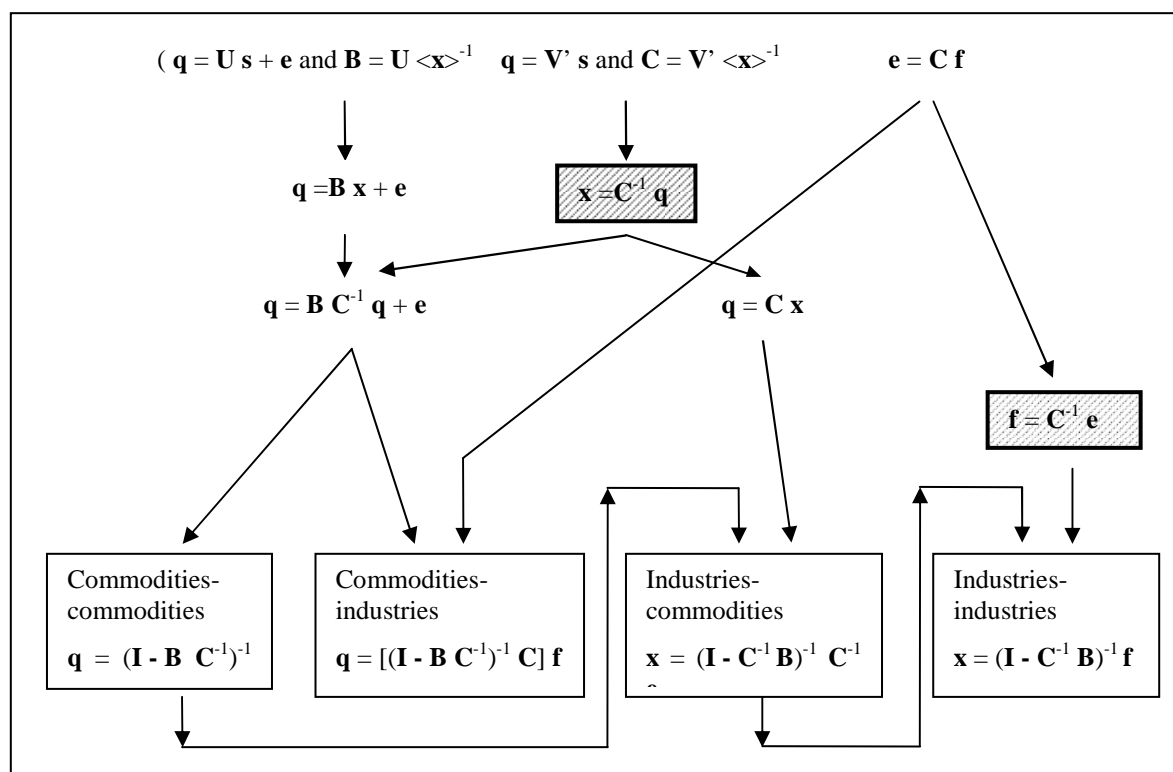 ( q = U s + e and B = U <x>⁻¹ q = V’ s and C = V’ <x>⁻¹ e = C f
q =B x + e
x =C⁻¹ q
q = B C⁻¹ q + e
q = C x
f = C⁻¹ e
Commodities-
commodities
q = (I - B C⁻¹)⁻¹
Commodities-
industries
q = [(I - B C⁻¹)⁻¹ C] f
Industries-
commodities
x = (I - C⁻¹ B)⁻¹ C⁻¹
Industries-
industries
x = (I - C⁻¹ B)⁻¹ f